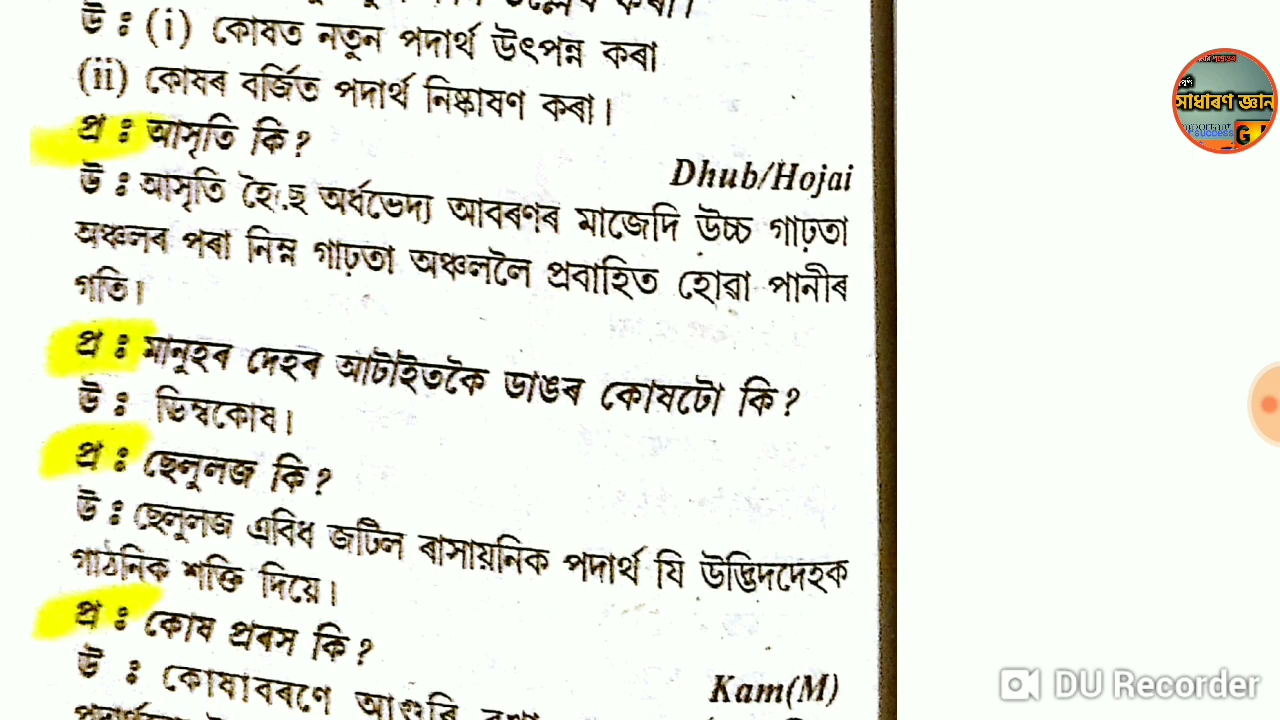 কৰা।
উ : (i) কোষত নতুন পদাৰ্থ উৎপন্ন কৰা
(ii) কোষৰ বৰ্জিত পদাৰ্থ নিষ্কাষণ কৰা।
প্ৰ : আসৃতি কি?
Dhub/Hojai
উ : আসৃতি হৈছে অৰ্ধভেদ্য আবৰণৰ মাজেদি উচ্চ গাঢ়তা
অঞ্চলৰ পৰা নিম্ন গাঢ়তা অঞ্চললৈ প্ৰবাহিত হোৱা পানীৰ
গতি।
প্ৰ : মানুহৰ দেহৰ আটাইতকৈ ডাঙৰ কোষটো কি?
উ : ডিম্বকোষ।
প্ৰ : ছেলুলজ কি?
উ : ছেলুলজ এবিধ জটিল ৰাসায়নিক পদাৰ্থ যি উদ্ভিদদেহক
গাঠনিক শক্তি দিয়ে।
প্ৰ : কোষ প্ৰৰস কি?
Kam(M)
উ : কোষাবৰণে আগুৰি
সাধাৰণ জ্ঞান
SUCCESS
DU Recorder